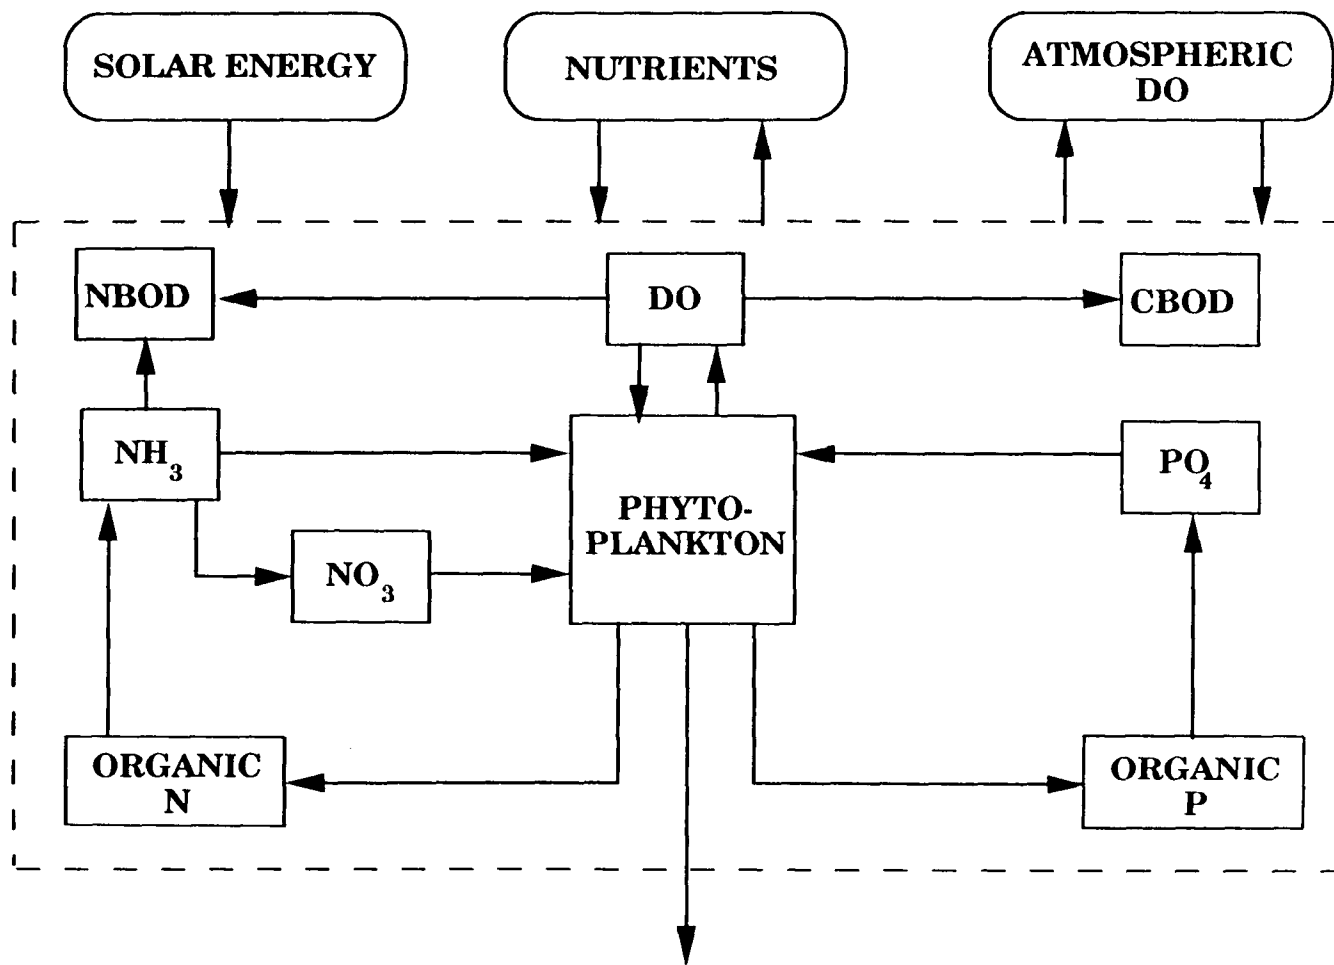 SOLAR ENERGY
NUTRIENTS
ATMOSPHERIC
DO
NBOD
DO
CBOD
NH3
PO4
PHYTO-
PLANKTON
NO3
ORGANIC
N
ORGANIC
P